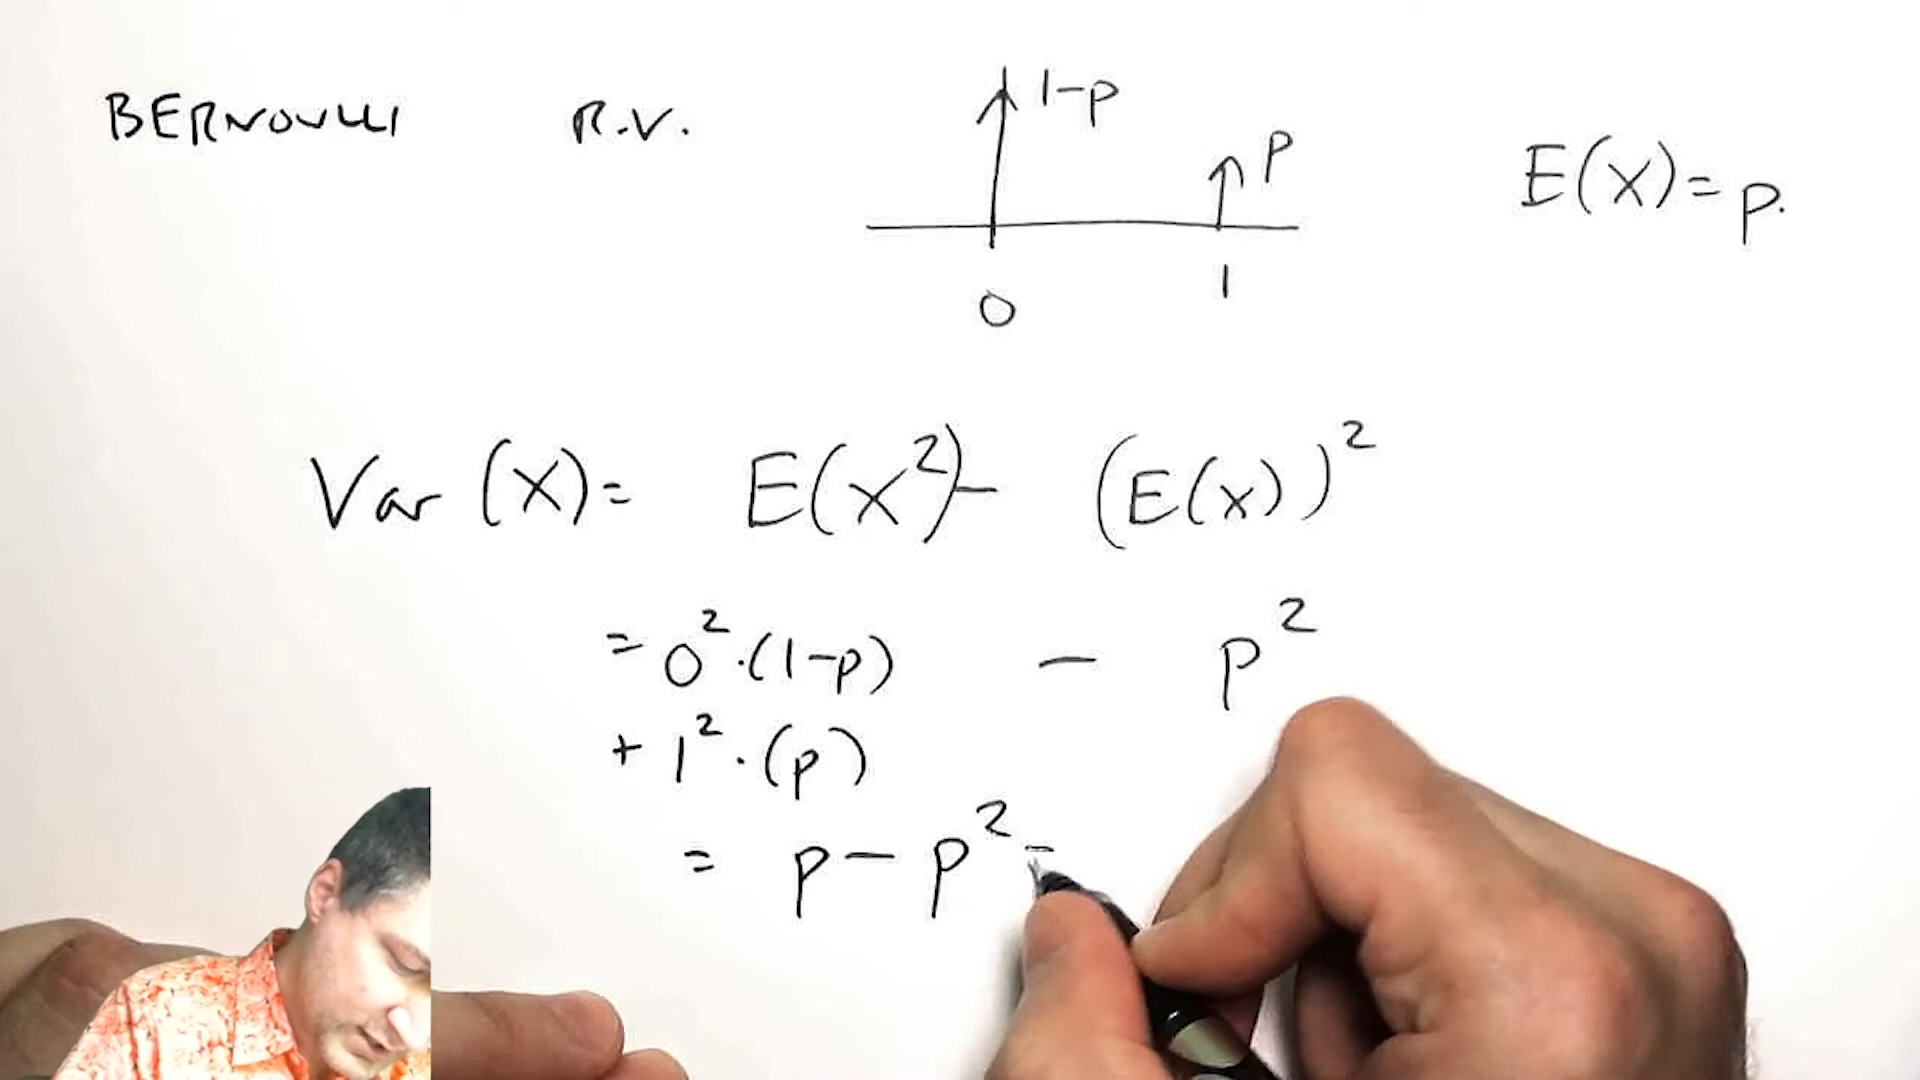 BERNOULLI R.V.
1-p
p
0
1
E(X)=p.
Var(X)= E(X²)- (E(X))²
= 0²·(1-p) - p²
+ 1²·(p)
= p - p² =